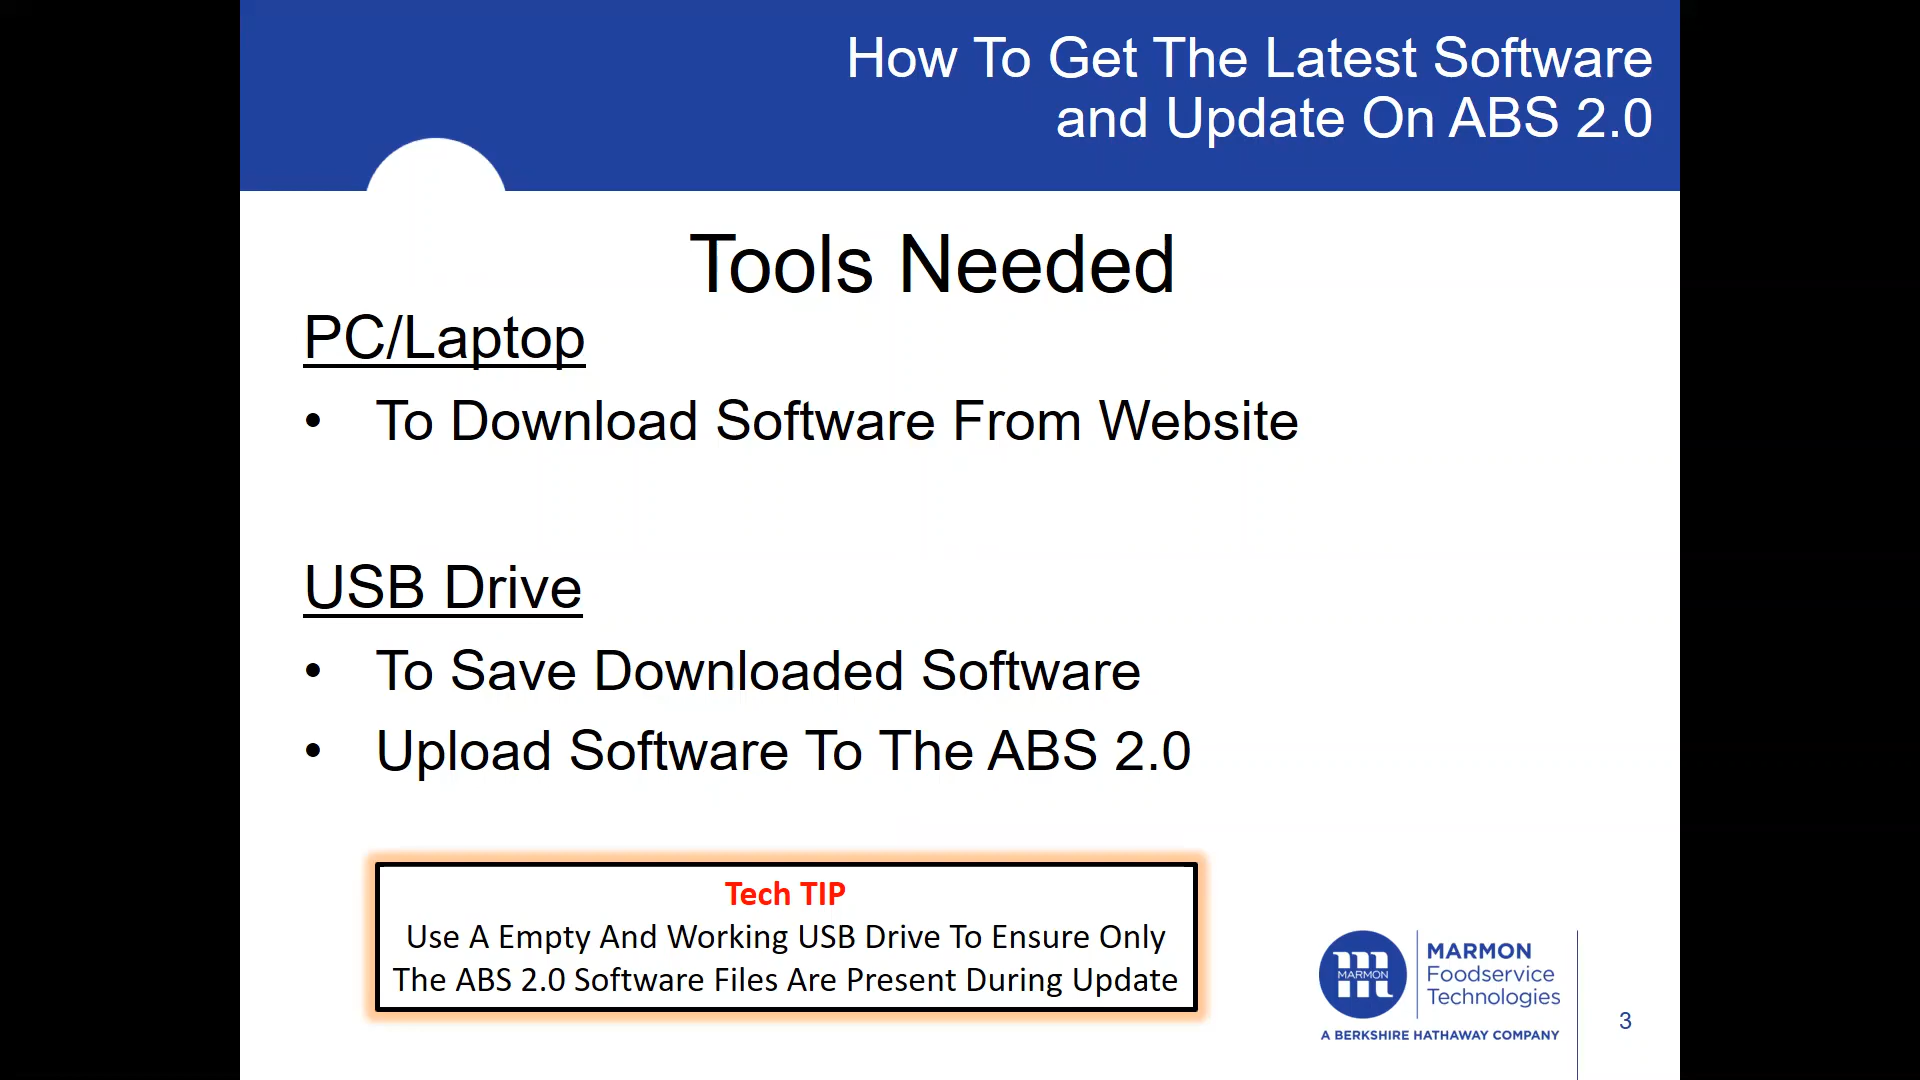 How To Get The Latest Software
and Update On ABS 2.0
Tools Needed
PC/Laptop
• To Download Software From Website
USB Drive
• To Save Downloaded Software
• Upload Software To The ABS 2.0
Tech TIP
Use A Empty And Working USB Drive To Ensure Only
The ABS 2.0 Software Files Are Present During Update
MARMON
MARMON
Foodservice
Technologies
A BERKSHIRE HATHAWAY COMPANY
3